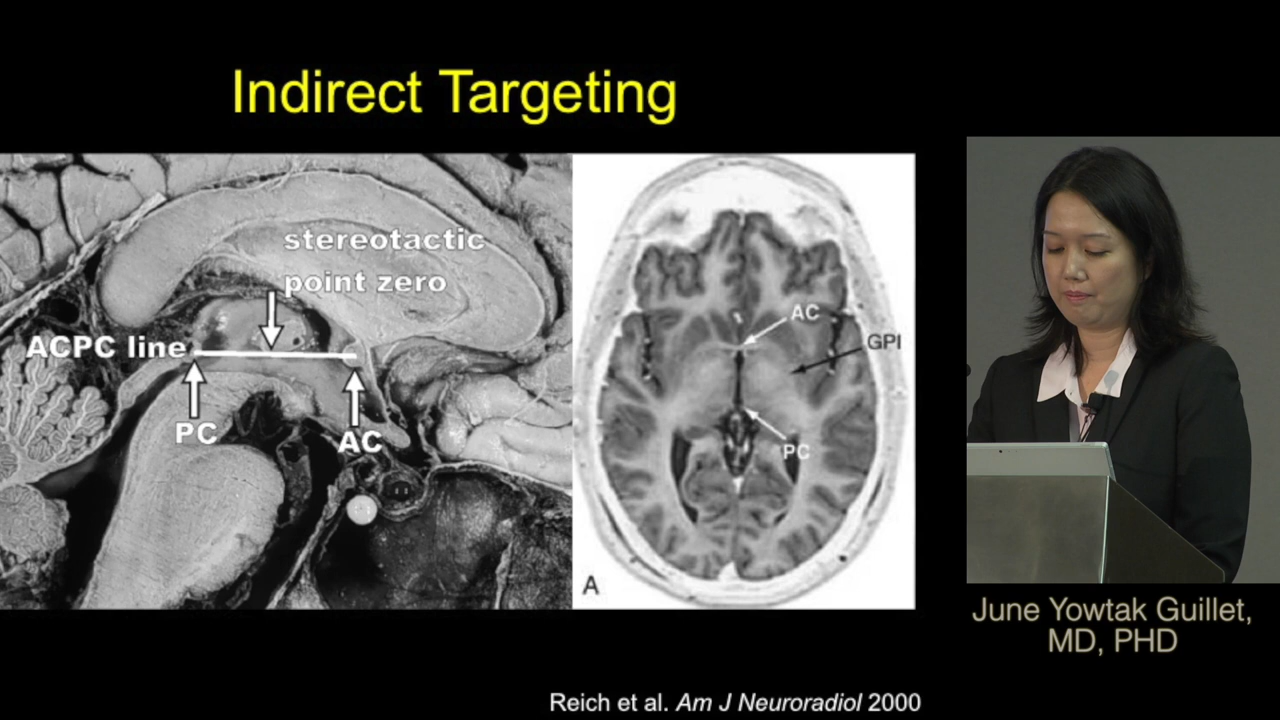 Indirect Targeting
stereotactic
point zero
ACPC line
PC
AC
AC
GPI
PC
A
June Yowtak Guillet,
MD, PHD
Reich et al. Am J Neuroradiol 2000